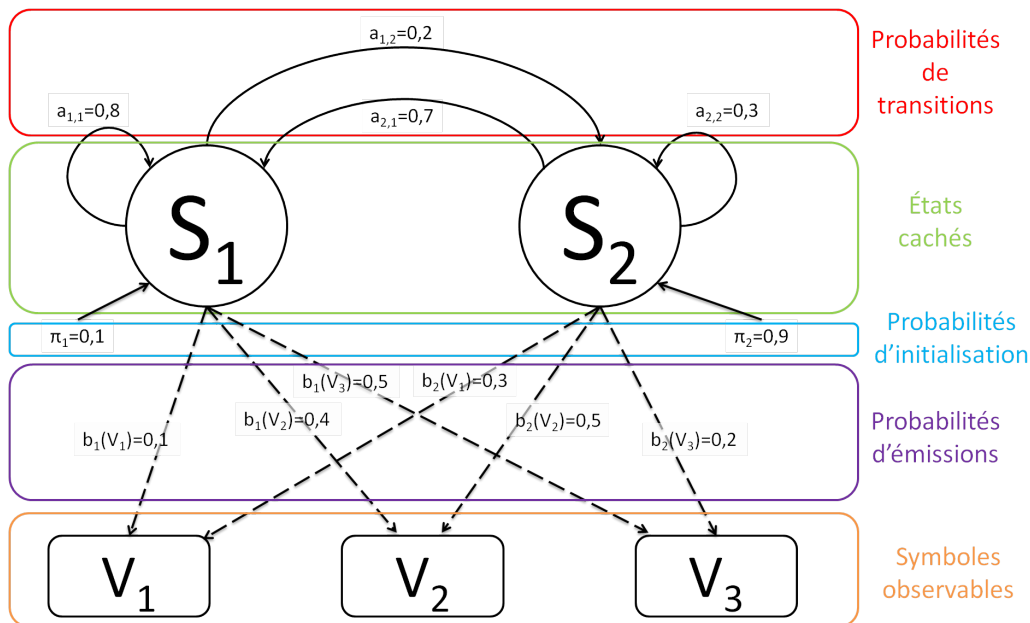 a1,2=0,2
Probabilités
de
transitions
a1,1=0,8
a2,1=0,7
a2,2=0,3
S1
S2
États
cachés
π1=0,1
π2=0,9
Probabilités
d’initialisation
b1(V3)=0,5
b2(V1)=0,3
b1(V2)=0,4
b2(V2)=0,5
b1(V1)=0,1
b2(V3)=0,2
Probabilités
d’émissions
V1
V2
V3
Symboles
observables